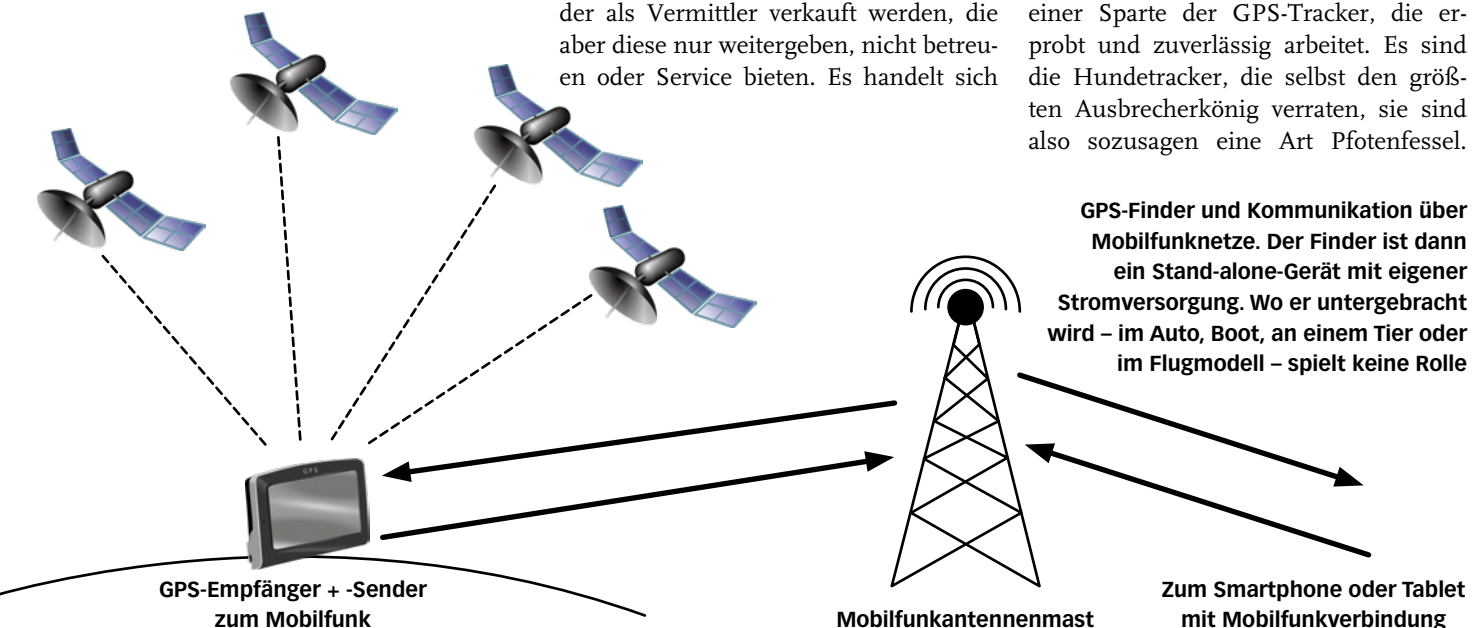 der als Vermittler verkauft werden, die
aber diese nur weitergeben, nicht betreu-
en oder Service bieten. Es handelt sich
einer Sparte der GPS-Tracker, die er-
probt und zuverlässig arbeitet. Es sind
die Hundetracker, die selbst den größ-
ten Ausbrecherkönig verraten, sie sind
also sozusagen eine Art Pfotenfessel.
GPS-Finder und Kommunikation über
Mobilfunknetze. Der Finder ist dann
ein Stand-alone-Gerät mit eigener
Stromversorgung. Wo er untergebracht
wird – im Auto, Boot, an einem Tier oder
im Flugmodell – spielt keine Rolle
GPS
GPS-Empfänger + -Sender
zum Mobilfunk
Mobilfunkantennenmast
Zum Smartphone oder Tablet
mit Mobilfunkverbindung